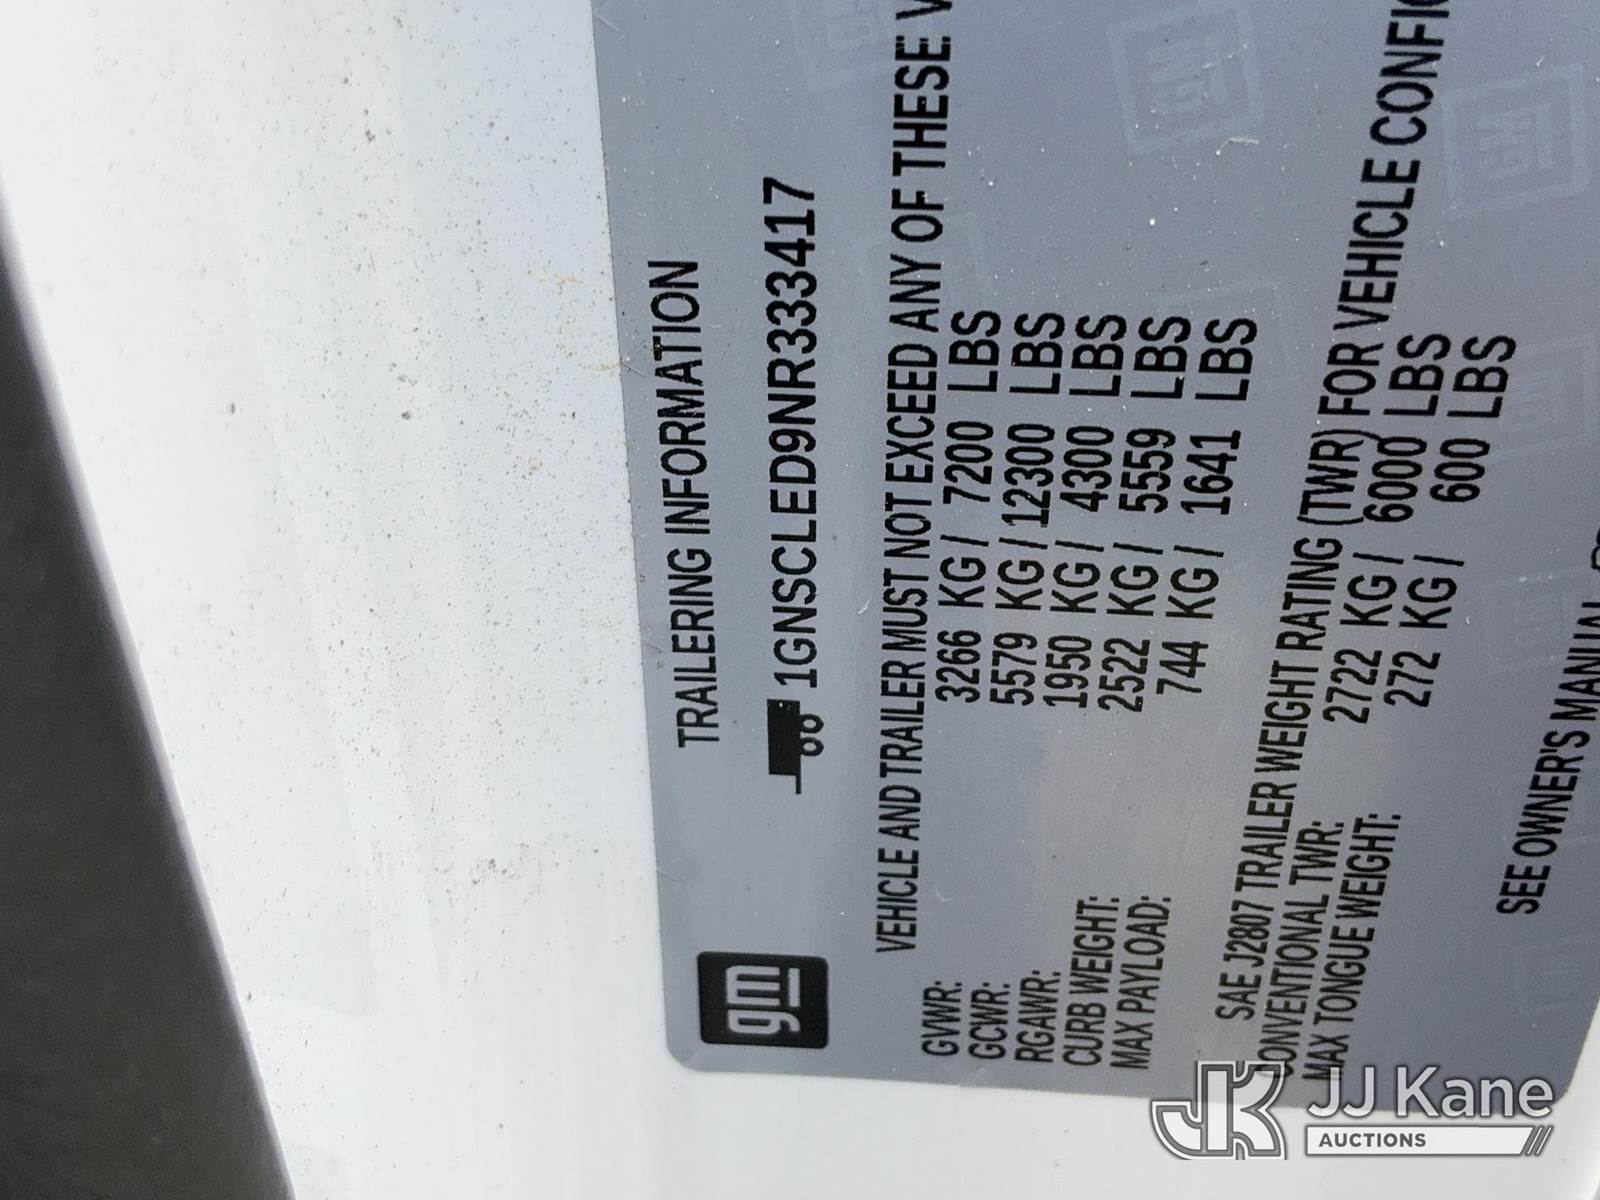 gm
TRAILERING INFORMATION
1GNSCLED9NR333417
VEHICLE AND TRAILER MUST NOT EXCEED ANY OF THESE
GVWR: 3266 KG / 7200 LBS
GCWR: 5579 KG / 12300 LBS
RGAWR: 1950 KG / 4300 LBS
CURB WEIGHT: 2522 KG / 5559 LBS
MAX PAYLOAD: 744 KG / 1641 LBS
SAE J2807 TRAILER WEIGHT RATING (TWR) FOR VEHICLE CONFIG
CONVENTIONAL TWR: 2722 KG / 6000 LBS
MAX TONGUE WEIGHT: 272 KG / 600 LBS
SEE OWNER'S MANUAL
JK JJ Kane
AUCTIONS